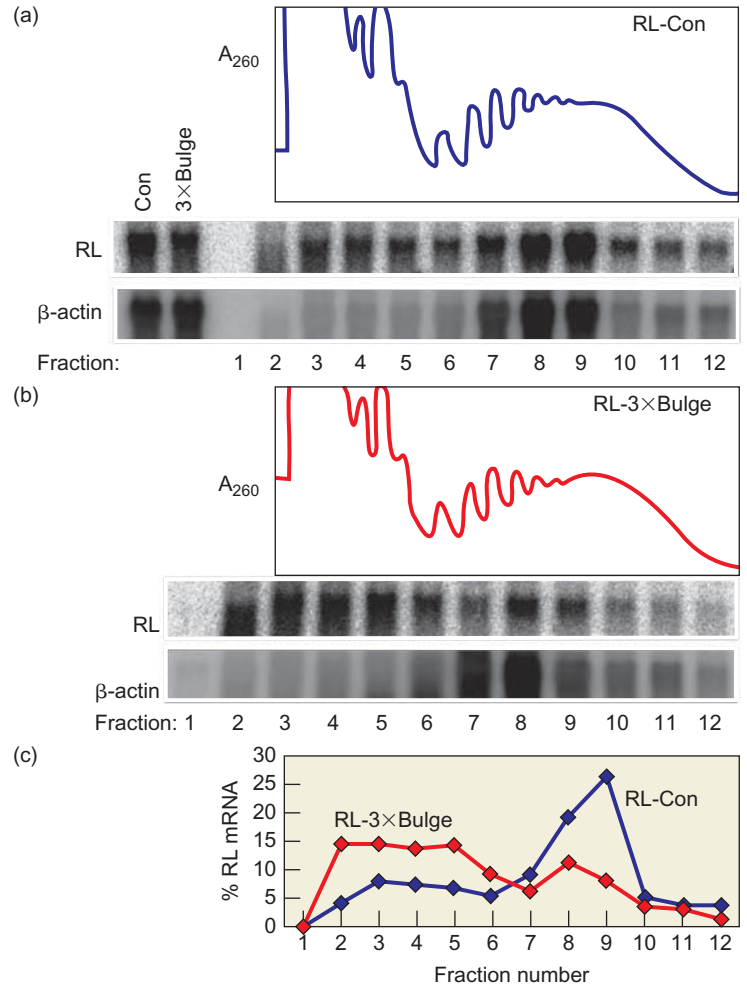 (a)
RL-Con
A260
Con
3×Bulge
RL
β-actin
Fraction: 1 2 3 4 5 6 7 8 9 10 11 12
(b)
RL-3×Bulge
A260
RL
β-actin
Fraction: 1 2 3 4 5 6 7 8 9 10 11 12
(c)
30
25
20
15
10
5
0
% RL mRNA
RL-3×Bulge
RL-Con
1 2 3 4 5 6 7 8 9 10 11 12
Fraction number